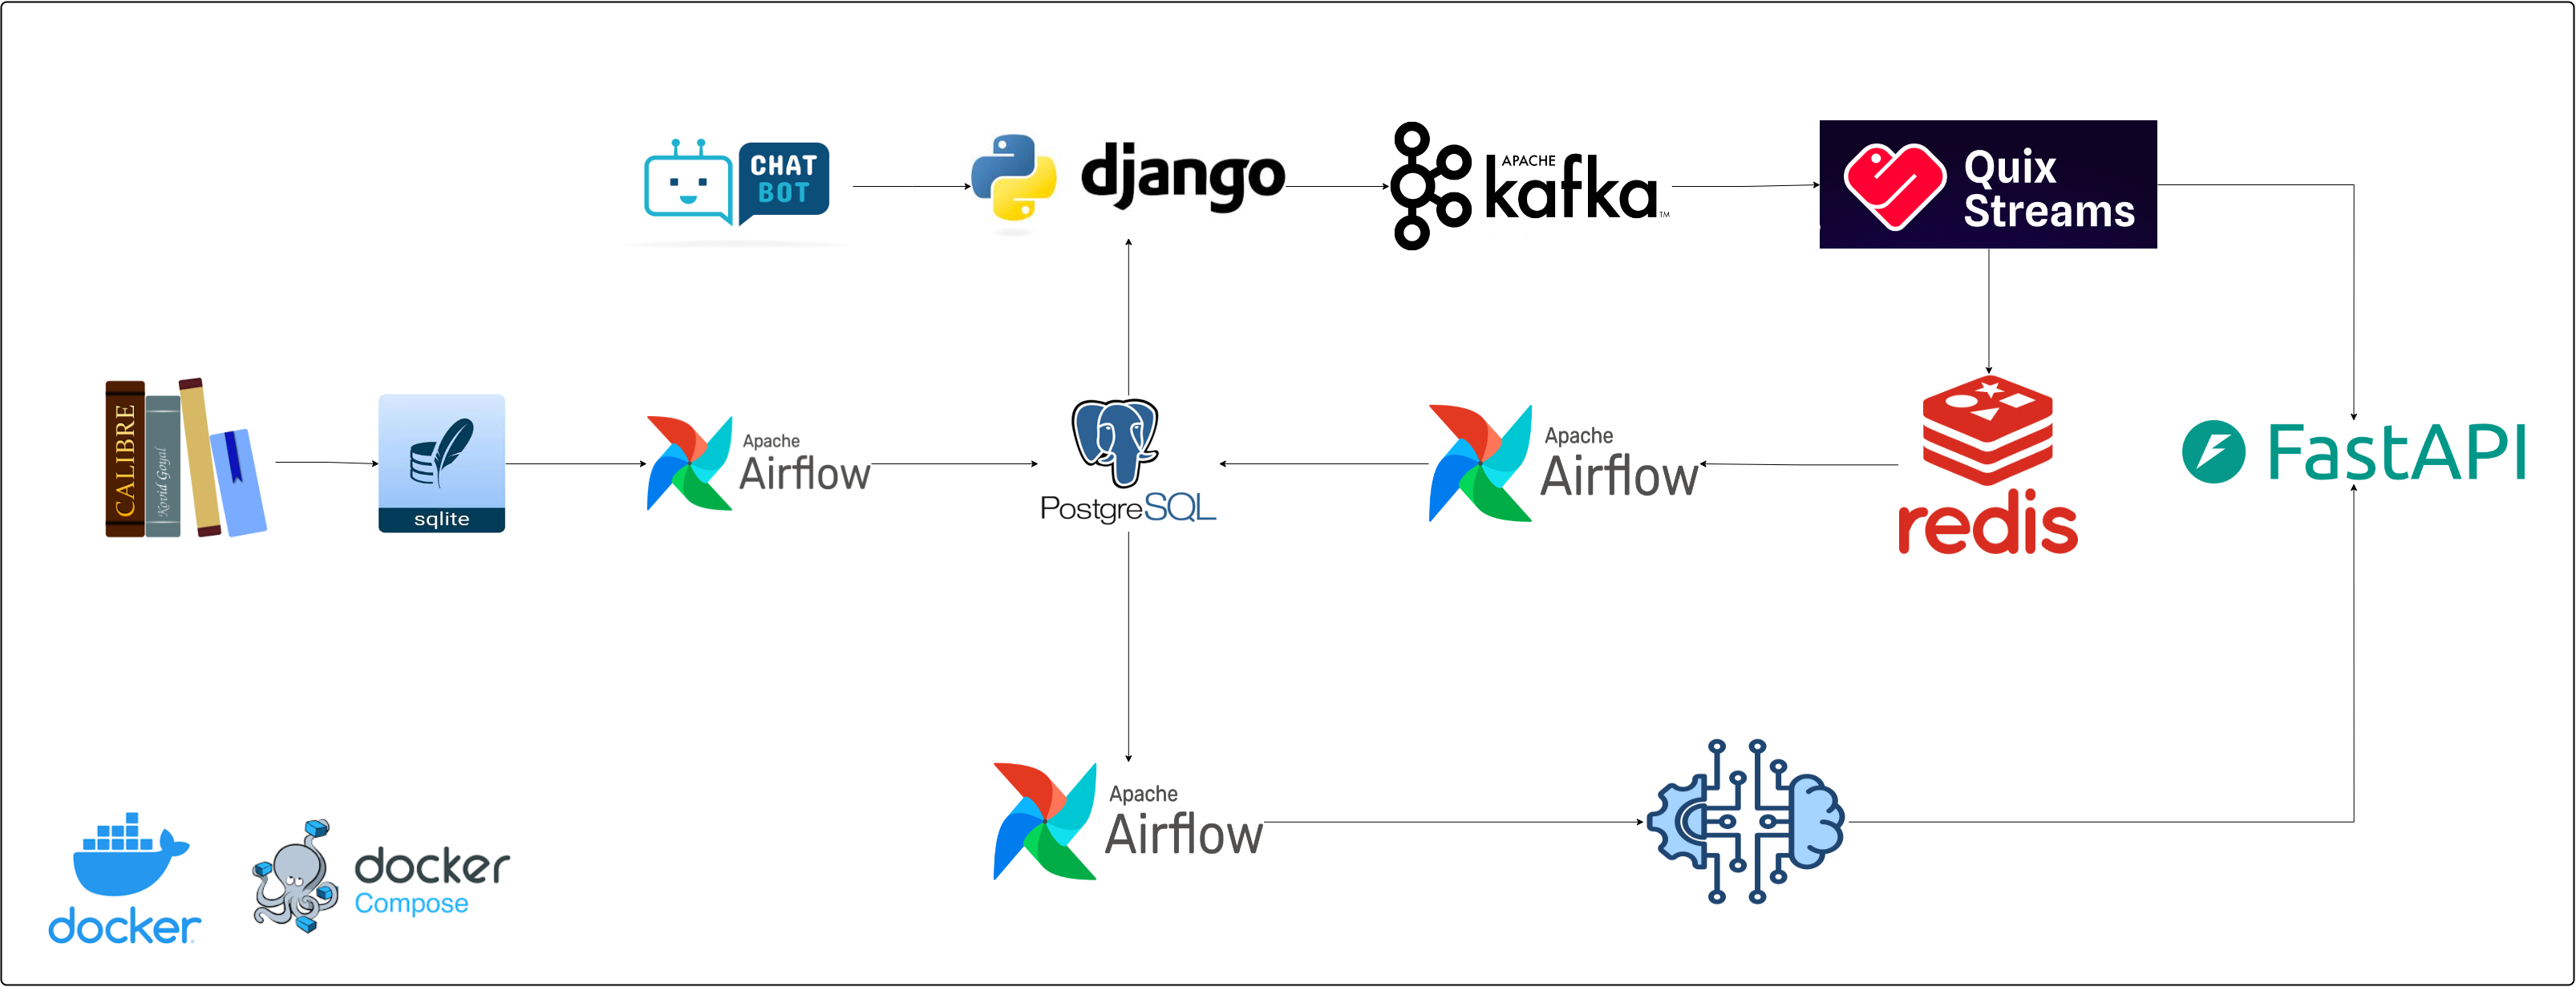 CHAT
BOT
django
APACHE
kafka
TM
Quix
Streams
CALIBRE
Kovid Goyal
sqlite
Apache
Airflow
PostgreSQL
Apache
Airflow
redis
FastAPI
Apache
Airflow
docker
docker
Compose